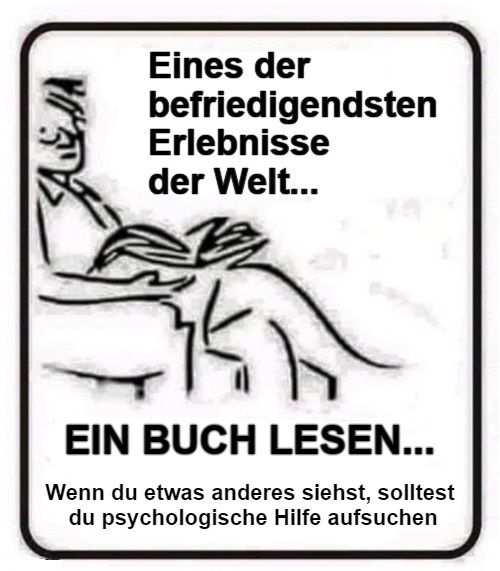 Eines der
befriedigendsten
Erlebnisse
der Welt...
EIN BUCH LESEN...
Wenn du etwas anderes siehst, solltest
du psychologische Hilfe aufsuchen